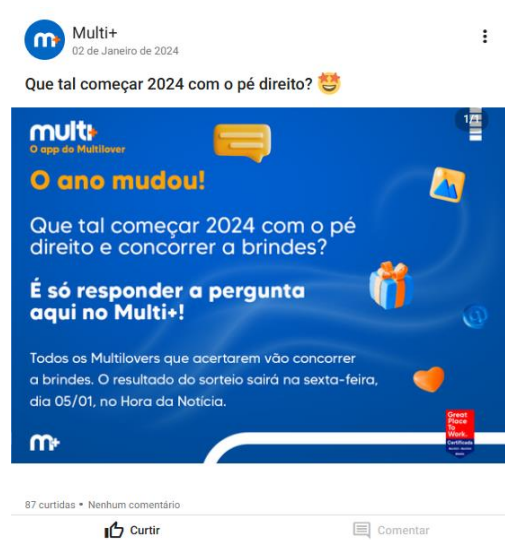 Multi+
02 de Janeiro de 2024
Que tal começar 2024 com o pé direito? 🤩
1/1
multi+
O app do Multilover
O ano mudou!
Que tal começar 2024 com o pé
direito e concorrer a brindes?
É só responder a pergunta
aqui no Multi+!
Todos os Multilovers que acertarem vão concorrer
a brindes. O resultado do sorteio sairá na sexta-feira,
dia 05/01, no Hora da Notícia.
m+
Great
Place
To
Work.
Certificada
87 curtidas • Nenhum comentário
Curtir
Comentar